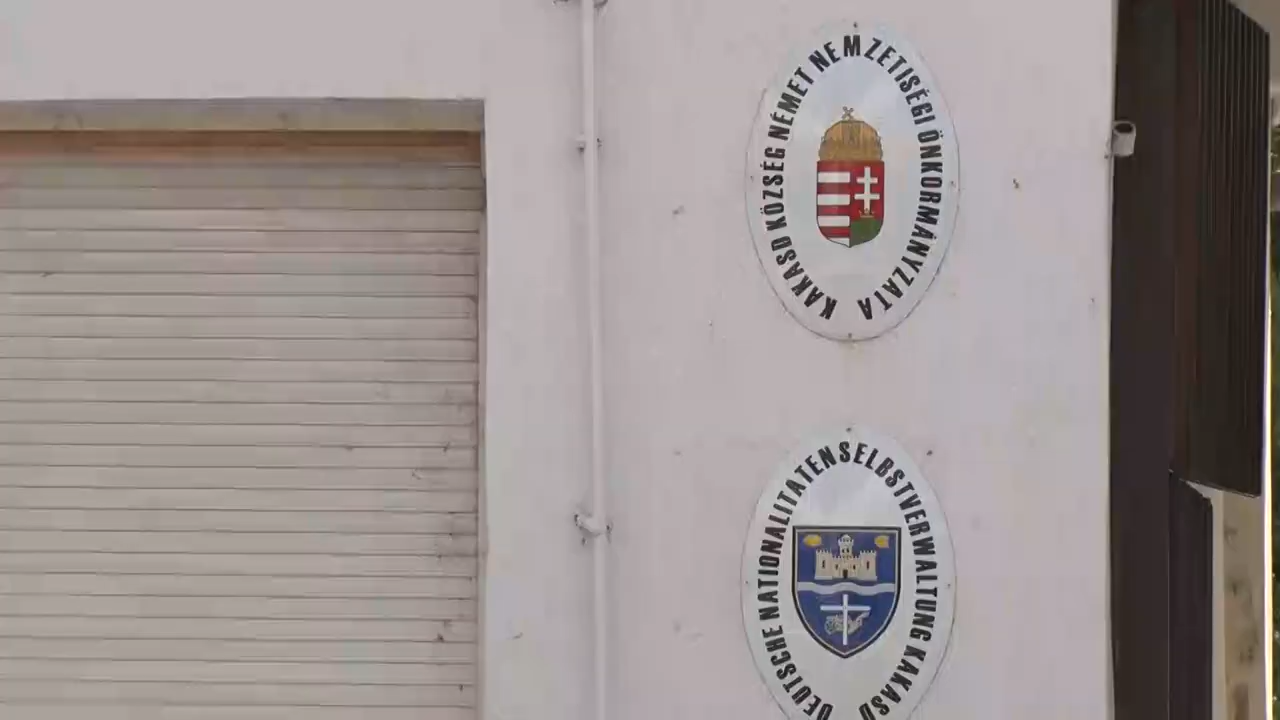 KAKASD KÖZSÉG NÉMET NEMZETISÉGI ÖNKORMÁNYZATA
DEUTSCHE NATIONALITATENSELBSTVERWALTUNG KAKASD